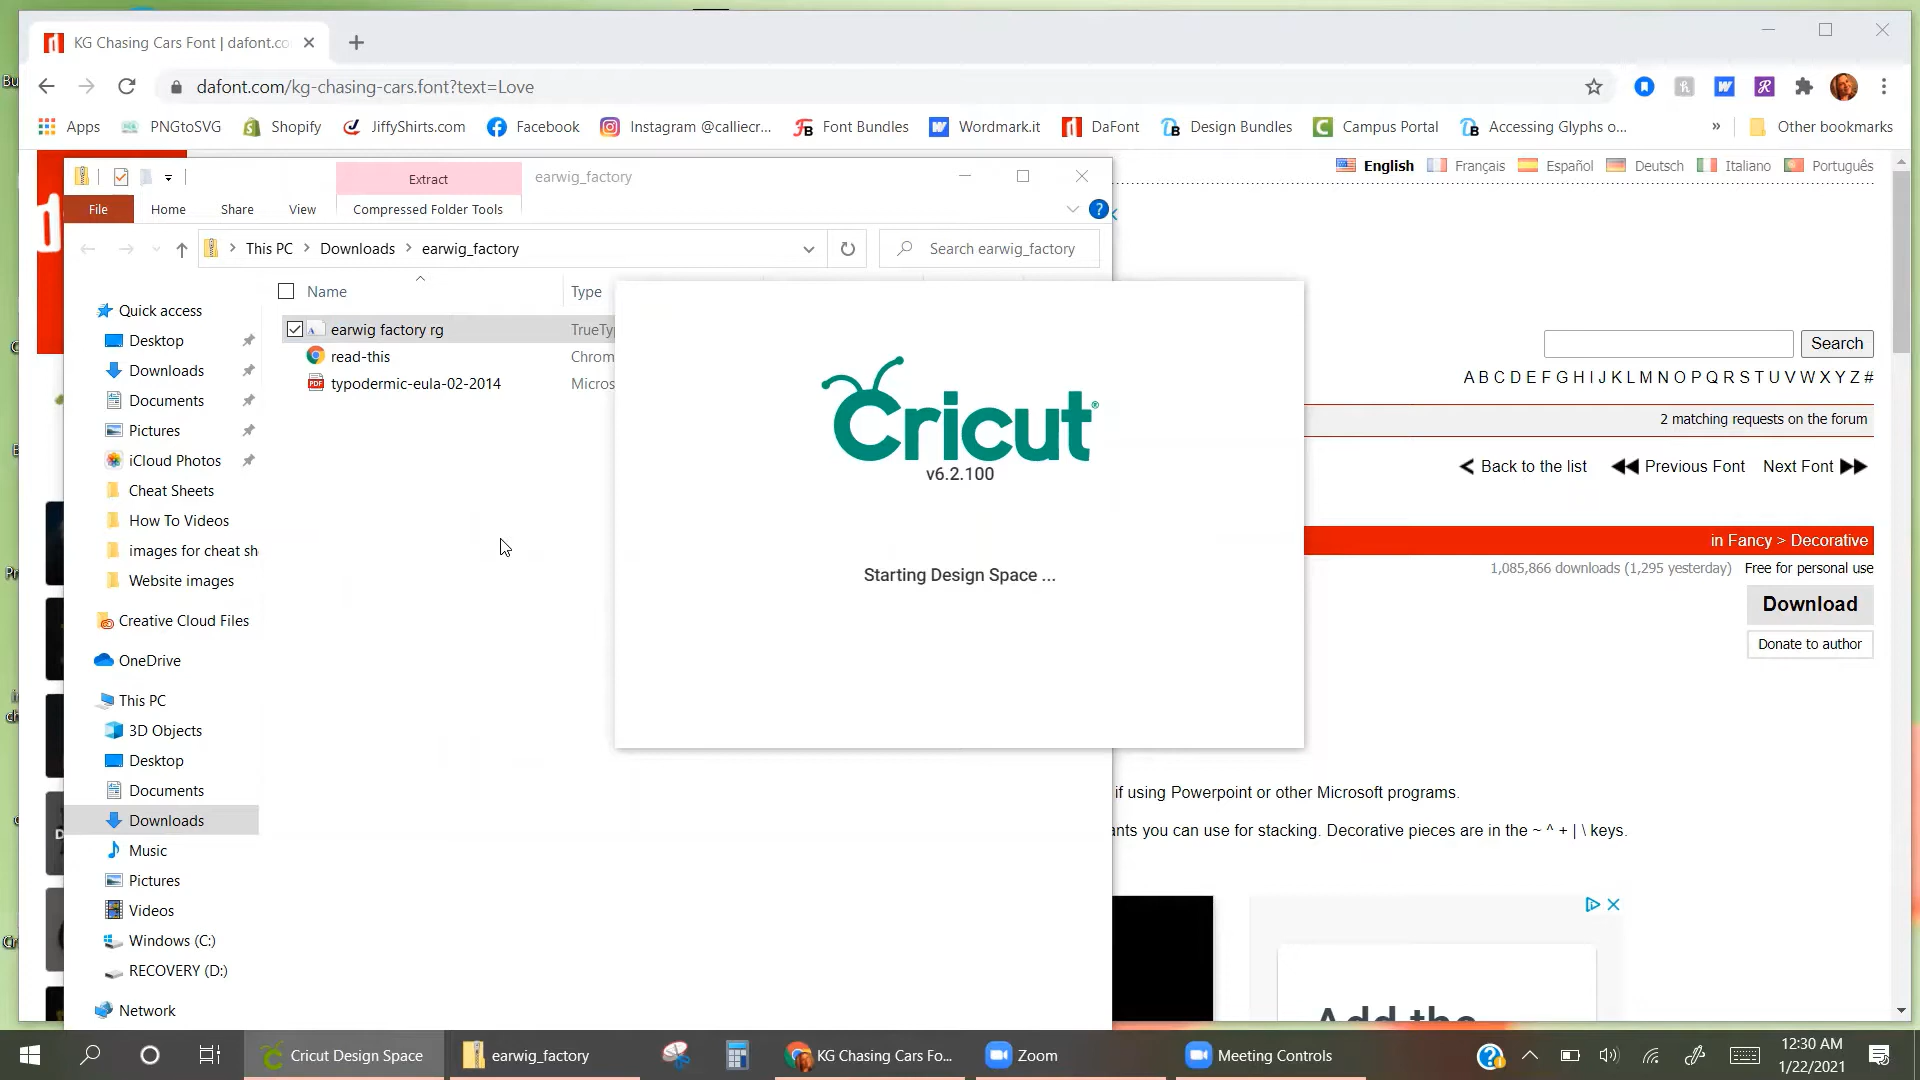 KG Chasing Cars Font | dafont.co
dafont.com/kg-chasing-cars.font?text=Love
Apps PNGtoSVG Shopify JiffyShirts.com Facebook Instagram @calliecr... Font Bundles Wordmark.it DaFont Design Bundles Campus Portal Accessing Glyphs o... » Other bookmarks
English Français Español Deutsch Italiano Português
Extract earwig_factory
File Home Share View Compressed Folder Tools
This PC > Downloads > earwig_factory
Search earwig_factory
Name Type
earwig factory rg TrueTy
read-this Chrom
typodermic-eula-02-2014 Micros
Quick access
Desktop
Downloads
Documents
Pictures
iCloud Photos
Cheat Sheets
How To Videos
images for cheat sh
Website images
Creative Cloud Files
OneDrive
This PC
3D Objects
Desktop
Documents
Downloads
Music
Pictures
Videos
Windows (C:)
RECOVERY (D:)
Network
Cricut®
v6.2.100
Starting Design Space ...
Search
A B C D E F G H I J K L M N O P Q R S T U V W X Y Z #
2 matching requests on the forum
Back to the list Previous Font Next Font
in Fancy > Decorative
1,085,866 downloads (1,295 yesterday) Free for personal use
Download
Donate to author
if using Powerpoint or other Microsoft programs.
ants you can use for stacking. Decorative pieces are in the ~ ^ + | \ keys.
Add the
Cricut Design Space earwig_factory KG Chasing Cars Fo... Zoom Meeting Controls
12:30 AM
1/22/2021